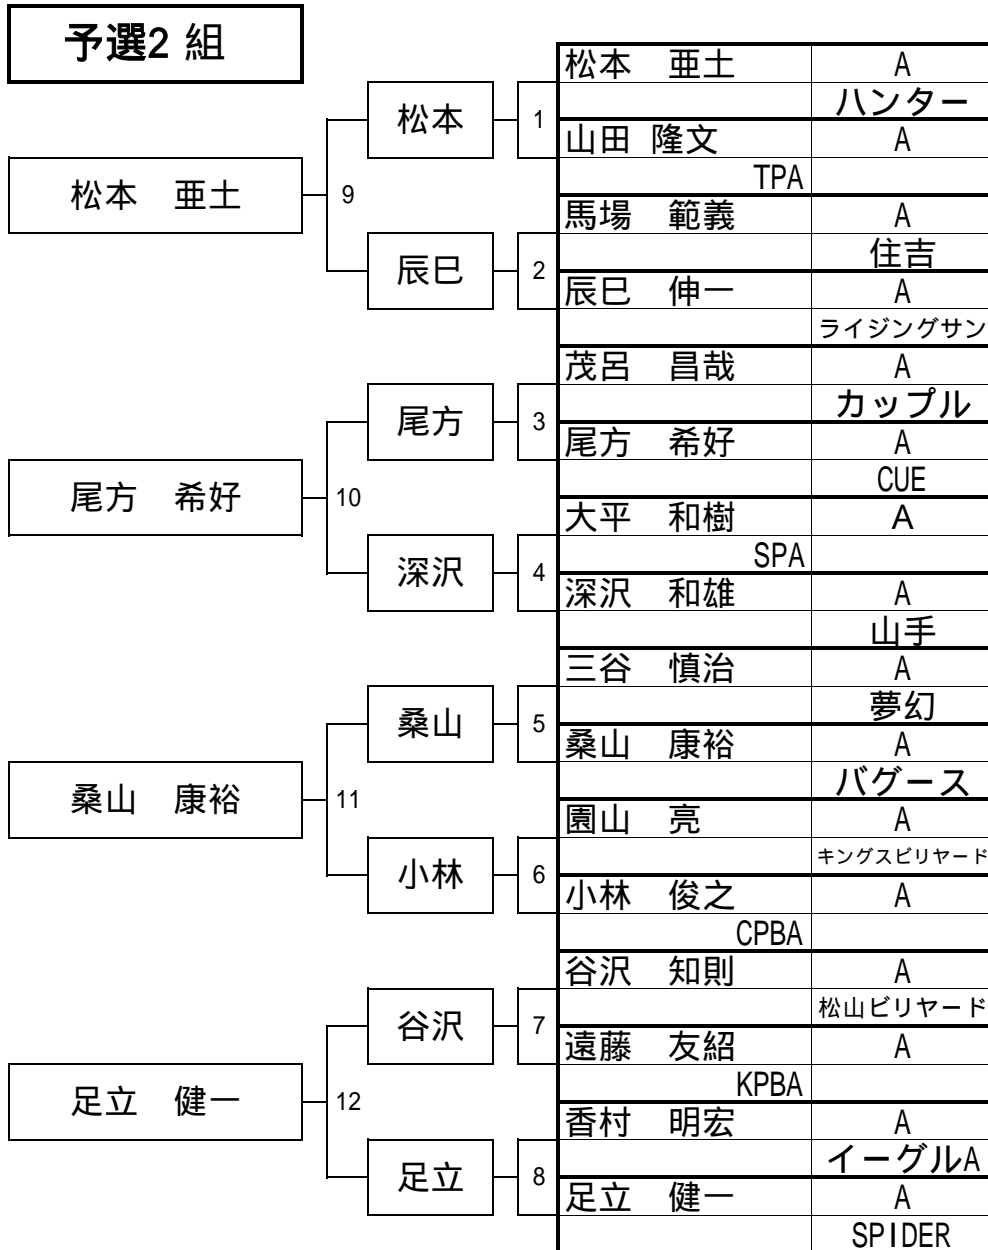 予選2 組
松本　亜土 A
ハンター
松本 1
山田 隆文 A
TPA
松本　亜土 9
馬場　範義 A
住吉
辰巳 2
辰巳　伸一 A
ライジングサン
茂呂　昌哉 A
カップル
尾方 3
尾方　希好 A
CUE
尾方　希好 10
大平　和樹 A
SPA
深沢 4
深沢　和雄 A
山手
三谷　慎治 A
夢幻
桑山 5
桑山　康裕 A
バグース
桑山　康裕 11
園山　亮 A
キングスビリヤード
小林 6
小林　俊之 A
CPBA
谷沢　知則 A
松山ビリヤード
谷沢 7
遠藤　友紹 A
KPBA
足立　健一 12
香村　明宏 A
イーグルA
足立 8
足立　健一 A
SPIDER